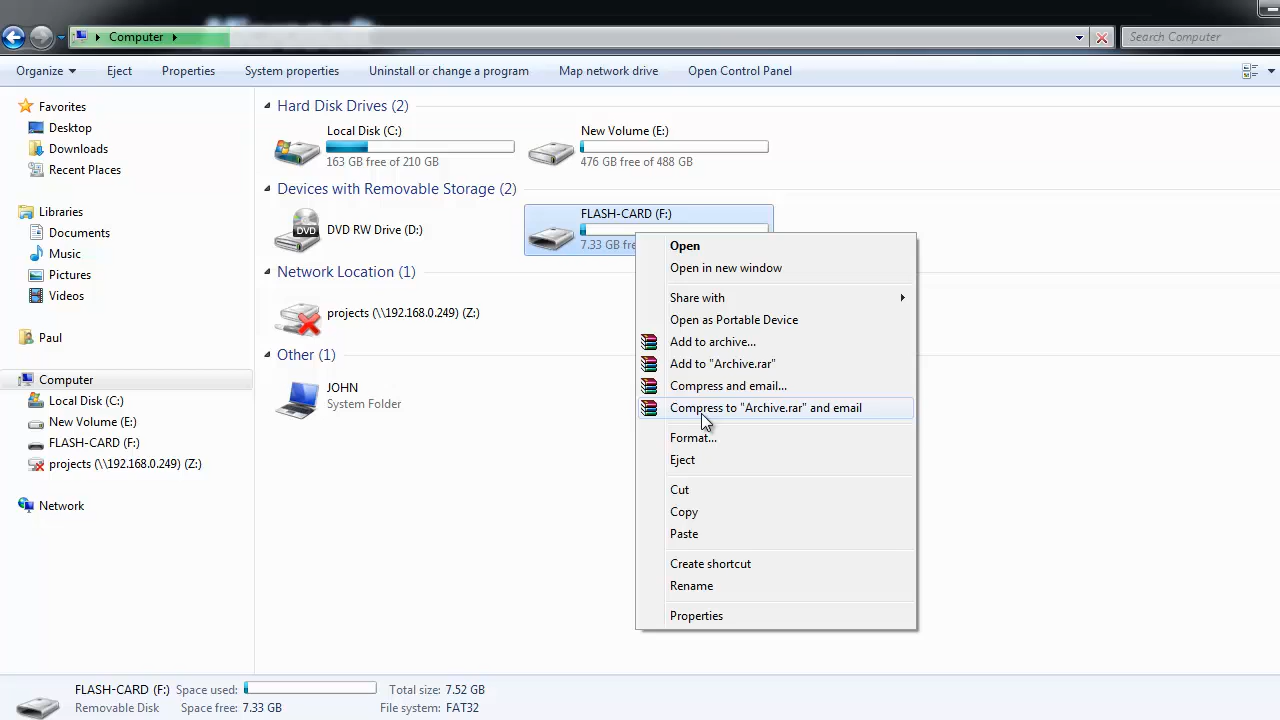 Computer
Search Computer
Organize
Eject
Properties
System properties
Uninstall or change a program
Map network drive
Open Control Panel
Favorites
Desktop
Downloads
Recent Places
Libraries
Documents
Music
Pictures
Videos
Paul
Computer
Local Disk (C:)
New Volume (E:)
FLASH-CARD (F:)
projects (\\192.168.0.249) (Z:)
Network
Hard Disk Drives (2)
Local Disk (C:)
163 GB free of 210 GB
New Volume (E:)
476 GB free of 488 GB
Devices with Removable Storage (2)
DVD
DVD RW Drive (D:)
FLASH-CARD (F:)
7.33 GB fre
Network Location (1)
projects (\\192.168.0.249) (Z:)
Other (1)
JOHN
System Folder
Open
Open in new window
Share with
Open as Portable Device
Add to archive...
Add to "Archive.rar"
Compress and email...
Compress to "Archive.rar" and email
Format...
Eject
Cut
Copy
Paste
Create shortcut
Rename
Properties
FLASH-CARD (F:) Space used: Total size: 7.52 GB
Removable Disk Space free: 7.33 GB File system: FAT32